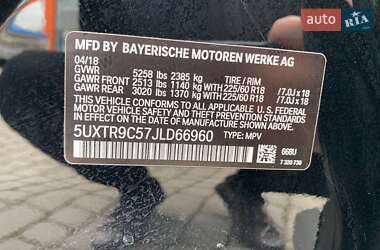 auto RIA
MFD BY BAYERISCHE MOTOREN WERKE AG
04/18
GVWR 5258 lbs 2385 kg TIRE / RIM
GAWR FRONT 2513 lbs 1140 kg WITH 225/60 R18 /7.0J x 18
GAWR REAR 3020 lbs 1370 kg WITH 225/60 R18 /7.0J x 18
THIS VEHICLE CONFORMS TO ALL APPLICABLE U.S. FEDERAL
MOTOR VEHICLE SAFETY STANDARDS IN EFFECT ON THE DATE OF
MANUFACTURE SHOWN ABOVE.
5UXTR9C57JLD66960 TYPE: MPV
668U
7 320 730